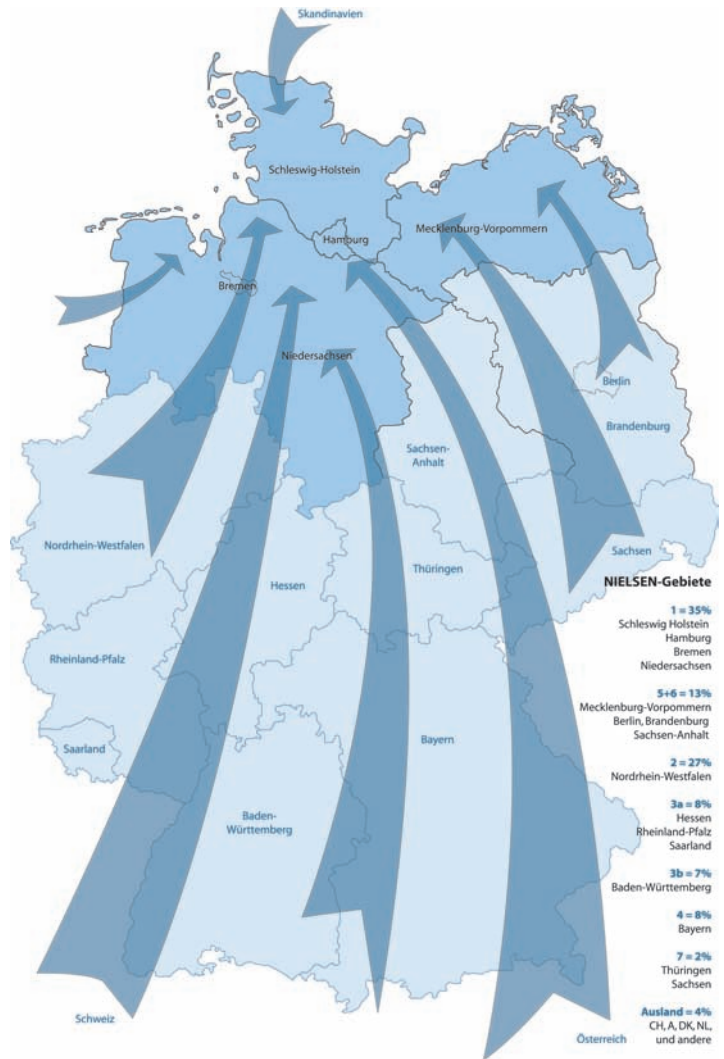 Skandinavien
Schleswig-Holstein
Mecklenburg-Vorpommern
Hamburg
Bremen
Niedersachsen
Berlin
Brandenburg
Sachsen-
Anhalt
Nordrhein-Westfalen
Sachsen
Thüringen
Hessen
Rheinland-Pfalz
Saarland
Bayern
Baden-
Württemberg
Schweiz
Österreich
NIELSEN-Gebiete
1 = 35%
Schleswig Holstein
Hamburg
Bremen
Niedersachsen
5+6 = 13%
Mecklenburg-Vorpommern
Berlin, Brandenburg
Sachsen-Anhalt
2 = 27%
Nordrhein-Westfalen
3a = 8%
Hessen
Rheinland-Pfalz
Saarland
3b = 7%
Baden-Württemberg
4 = 8%
Bayern
7 = 2%
Thüringen
Sachsen
Ausland = 4%
CH, A, DK, NL,
und andere